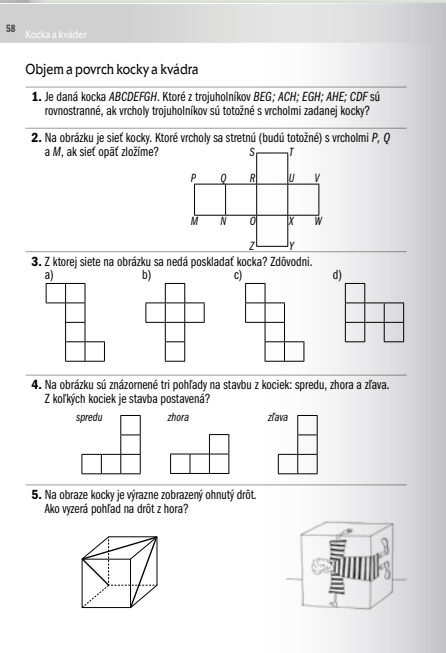 58
Kocka a kváder
Objem a povrch kocky a kvádra
1. Je daná kocka ABCDEFGH. Ktoré z trojuholníkov BEG; ACH; EGH; AHE; CDF sú
rovnostranné, ak vrcholy trojuholníkov sú totožné s vrcholmi zadanej kocky?
2. Na obrázku je sieť kocky. Ktoré vrcholy sa stretnú (budú totožné) s vrcholmi P, Q
a M, ak sieť opäť zložíme?
S T
P Q R U V
M N O X W
Z Y
3. Z ktorej siete na obrázku sa nedá poskladať kocka? Zdôvodni.
a) b) c) d)
4. Na obrázku sú znázornené tri pohľady na stavbu z kociek: spredu, zhora a zľava.
Z koľkých kociek je stavba postavená?
spredu zhora zľava
5. Na obraze kocky je výrazne zobrazený ohnutý drôt.
Ako vyzerá pohľad na drôt z hora?